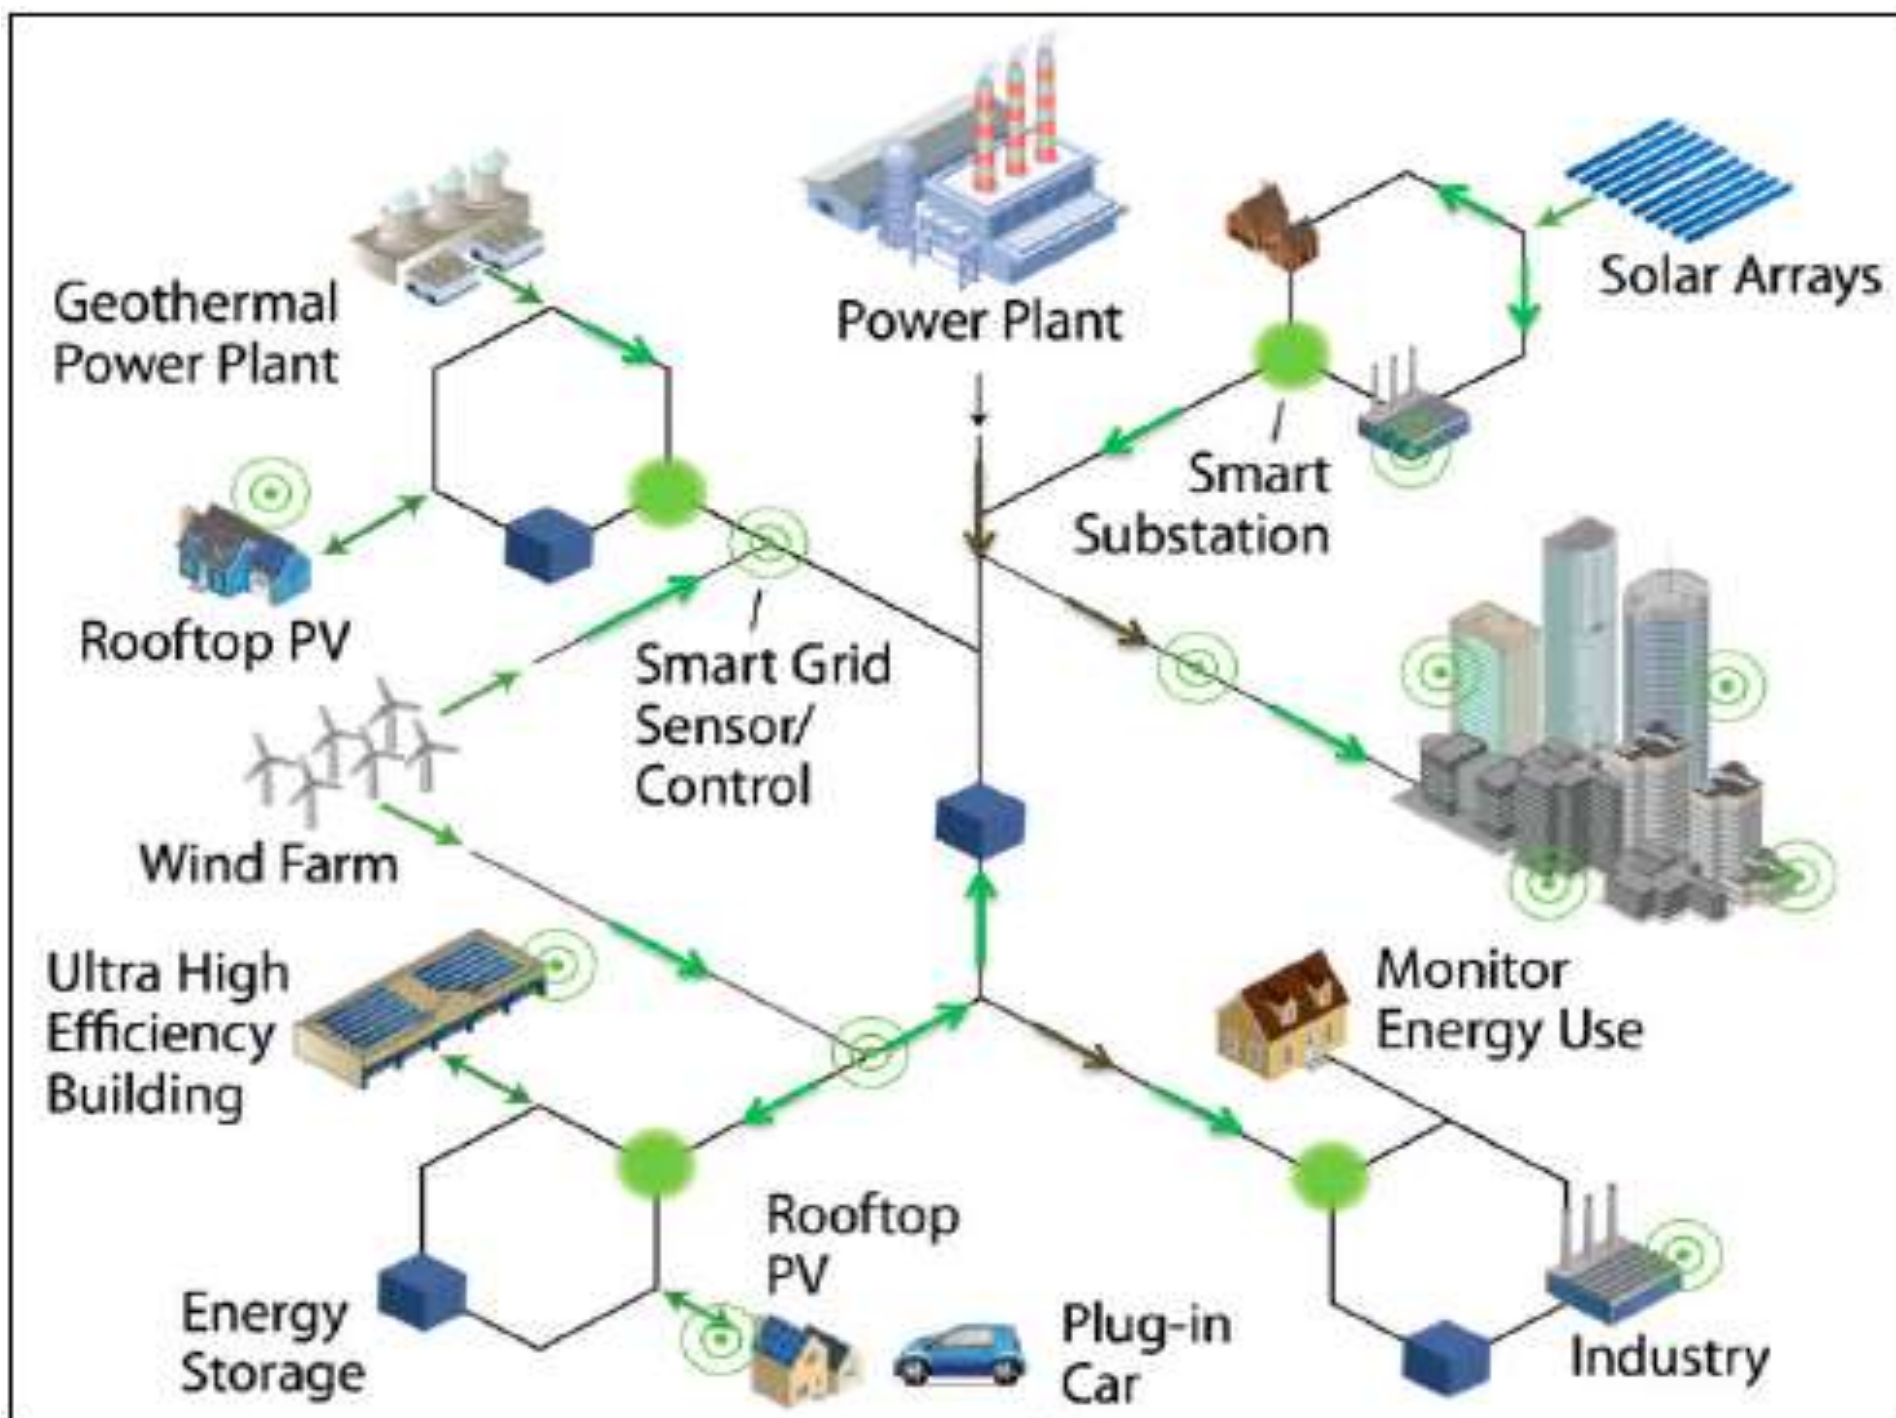 Geothermal
Power Plant
Power Plant
Solar Arrays
Smart
Substation
Rooftop PV
Smart Grid
Sensor/
Control
Wind Farm
Ultra High
Efficiency
Building
Monitor
Energy Use
Rooftop
PV
Energy
Storage
Plug-in
Car
Industry